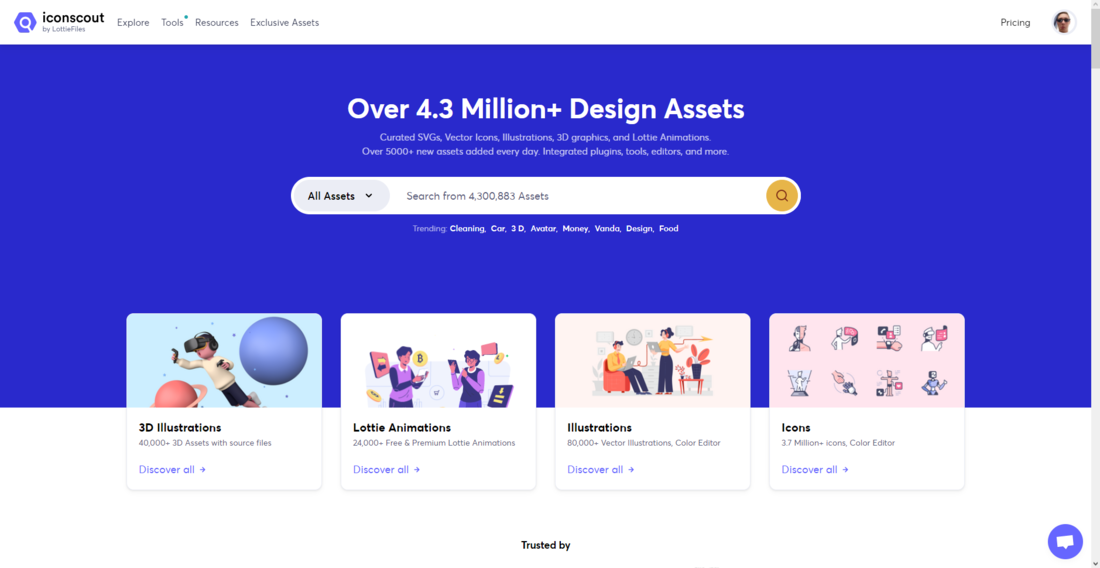 iconscout
by LottieFiles
Explore
Tools
Resources
Exclusive Assets
Pricing
Over 4.3 Million+ Design Assets
Curated SVGs, Vector Icons, Illustrations, 3D graphics, and Lottie Animations.
Over 5000+ new assets added every day. Integrated plugins, tools, editors, and more.
All Assets
Search from 4,300,883 Assets
Trending: Cleaning, Car, 3 D, Avatar, Money, Vanda, Design, Food
3D Illustrations
40,000+ 3D Assets with source files
Discover all →
Lottie Animations
24,000+ Free & Premium Lottie Animations
Discover all →
Illustrations
80,000+ Vector Illustrations, Color Editor
Discover all →
Icons
3.7 Million+ icons, Color Editor
Discover all →
Trusted by